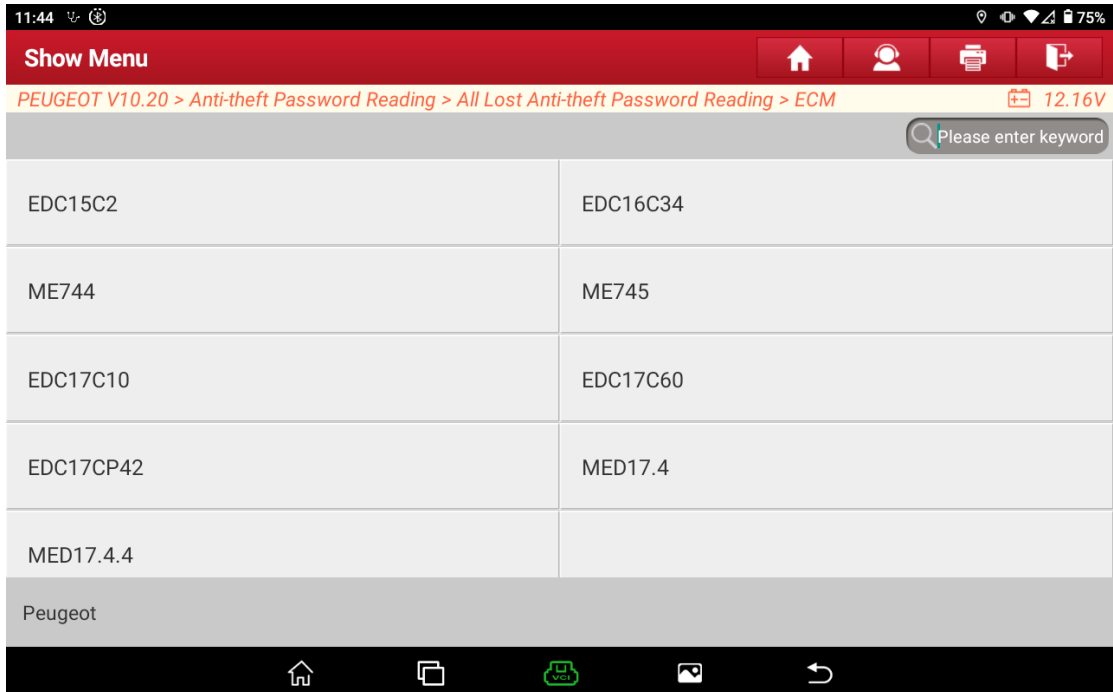 11:44 75%
Show Menu
PEUGEOT V10.20 > Anti-theft Password Reading > All Lost Anti-theft Password Reading > ECM 12.16V
Please enter keyword
EDC15C2 EDC16C34
ME744 ME745
EDC17C10 EDC17C60
EDC17CP42 MED17.4
MED17.4.4
Peugeot
VCI